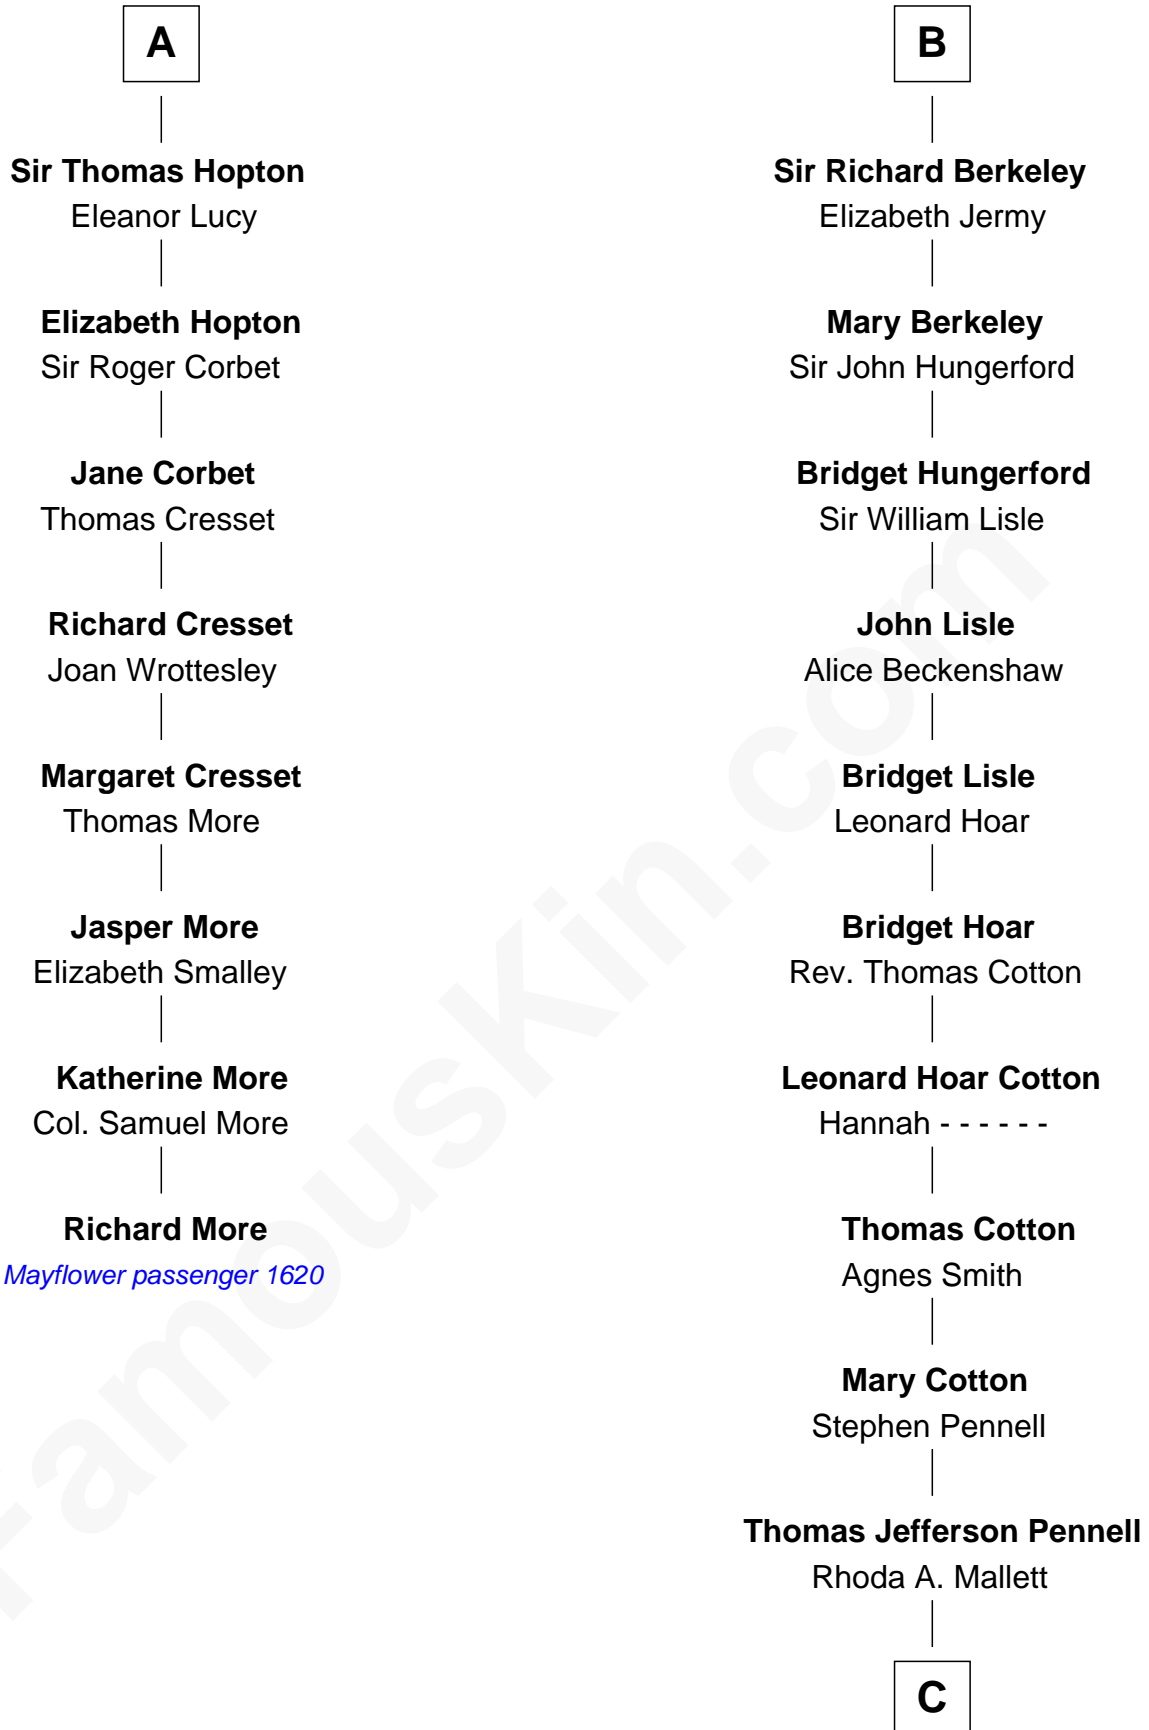 A
Sir Thomas Hopton
Eleanor Lucy
Elizabeth Hopton
Sir Roger Corbet
Jane Corbet
Thomas Cresset
Richard Cresset
Joan Wrottesley
Margaret Cresset
Thomas More
Jasper More
Elizabeth Smalley
Katherine More
Col. Samuel More
Richard More
Mayflower passenger 1620
B
Sir Richard Berkeley
Elizabeth Jermy
Mary Berkeley
Sir John Hungerford
Bridget Hungerford
Sir William Lisle
John Lisle
Alice Beckenshaw
Bridget Lisle
Leonard Hoar
Bridget Hoar
Rev. Thomas Cotton
Leonard Hoar Cotton
Hannah - - - - - -
Thomas Cotton
Agnes Smith
Mary Cotton
Stephen Pennell
Thomas Jefferson Pennell
Rhoda A. Mallett
C
FamousKin.com